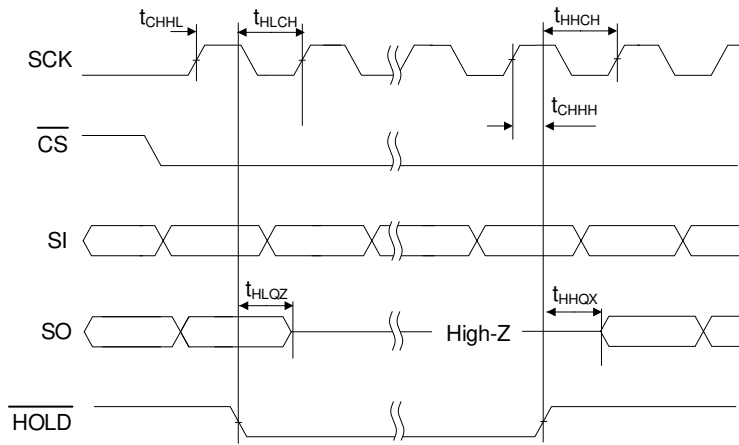 tCHHL
tHLCH
tHHCH
SCK
tCHHH
CS
SI
tHLQZ
tHHQX
SO
High-Z
HOLD